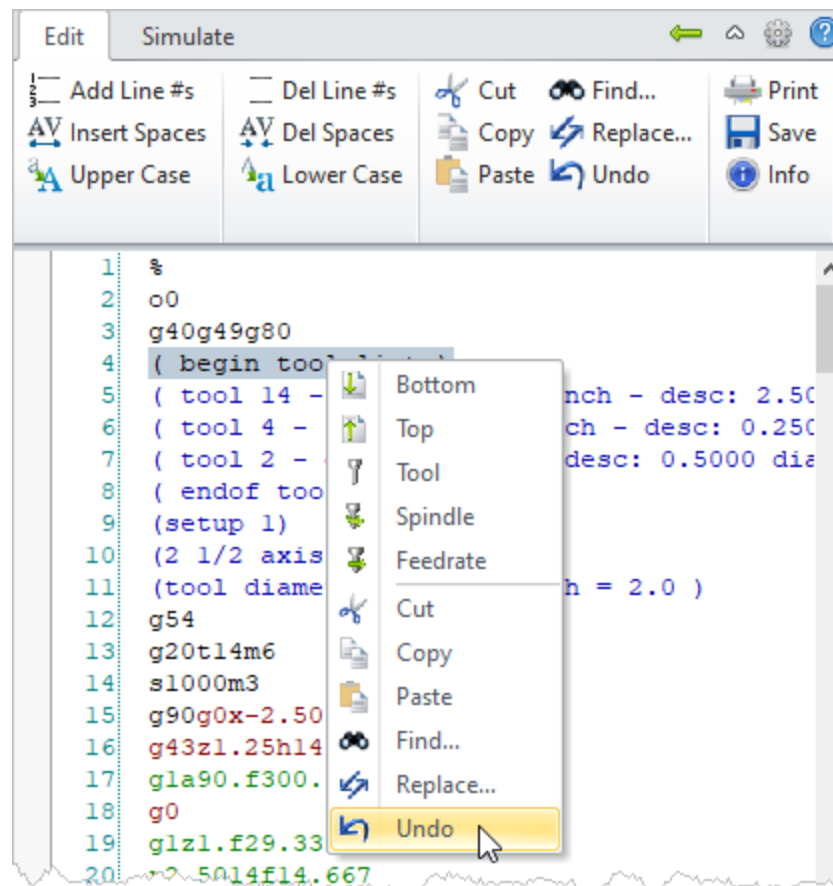 Edit Simulate
Add Line #s Del Line #s Cut Find... Print
Insert Spaces Del Spaces Copy Replace... Save
Upper Case Lower Case Paste Undo Info
1 %
2 o0
3 g40g49g80
4 ( begin tool
5 ( tool 14 - nch - desc: 2.50
6 ( tool 4 - ch - desc: 0.250
7 ( tool 2 - desc: 0.5000 dia
8 ( endof too
9 (setup 1)
10 (2 1/2 axis
11 (tool diame h = 2.0 )
12 g54
13 g20t14m6
14 s1000m3
15 g90g0x-2.50
16 g43z1.25h14
17 g1a90.f300.
18 g0
19 g1z1.f29.33
20 5014f14.667
Bottom
Top
Tool
Spindle
Feedrate
Cut
Copy
Paste
Find...
Replace...
Undo